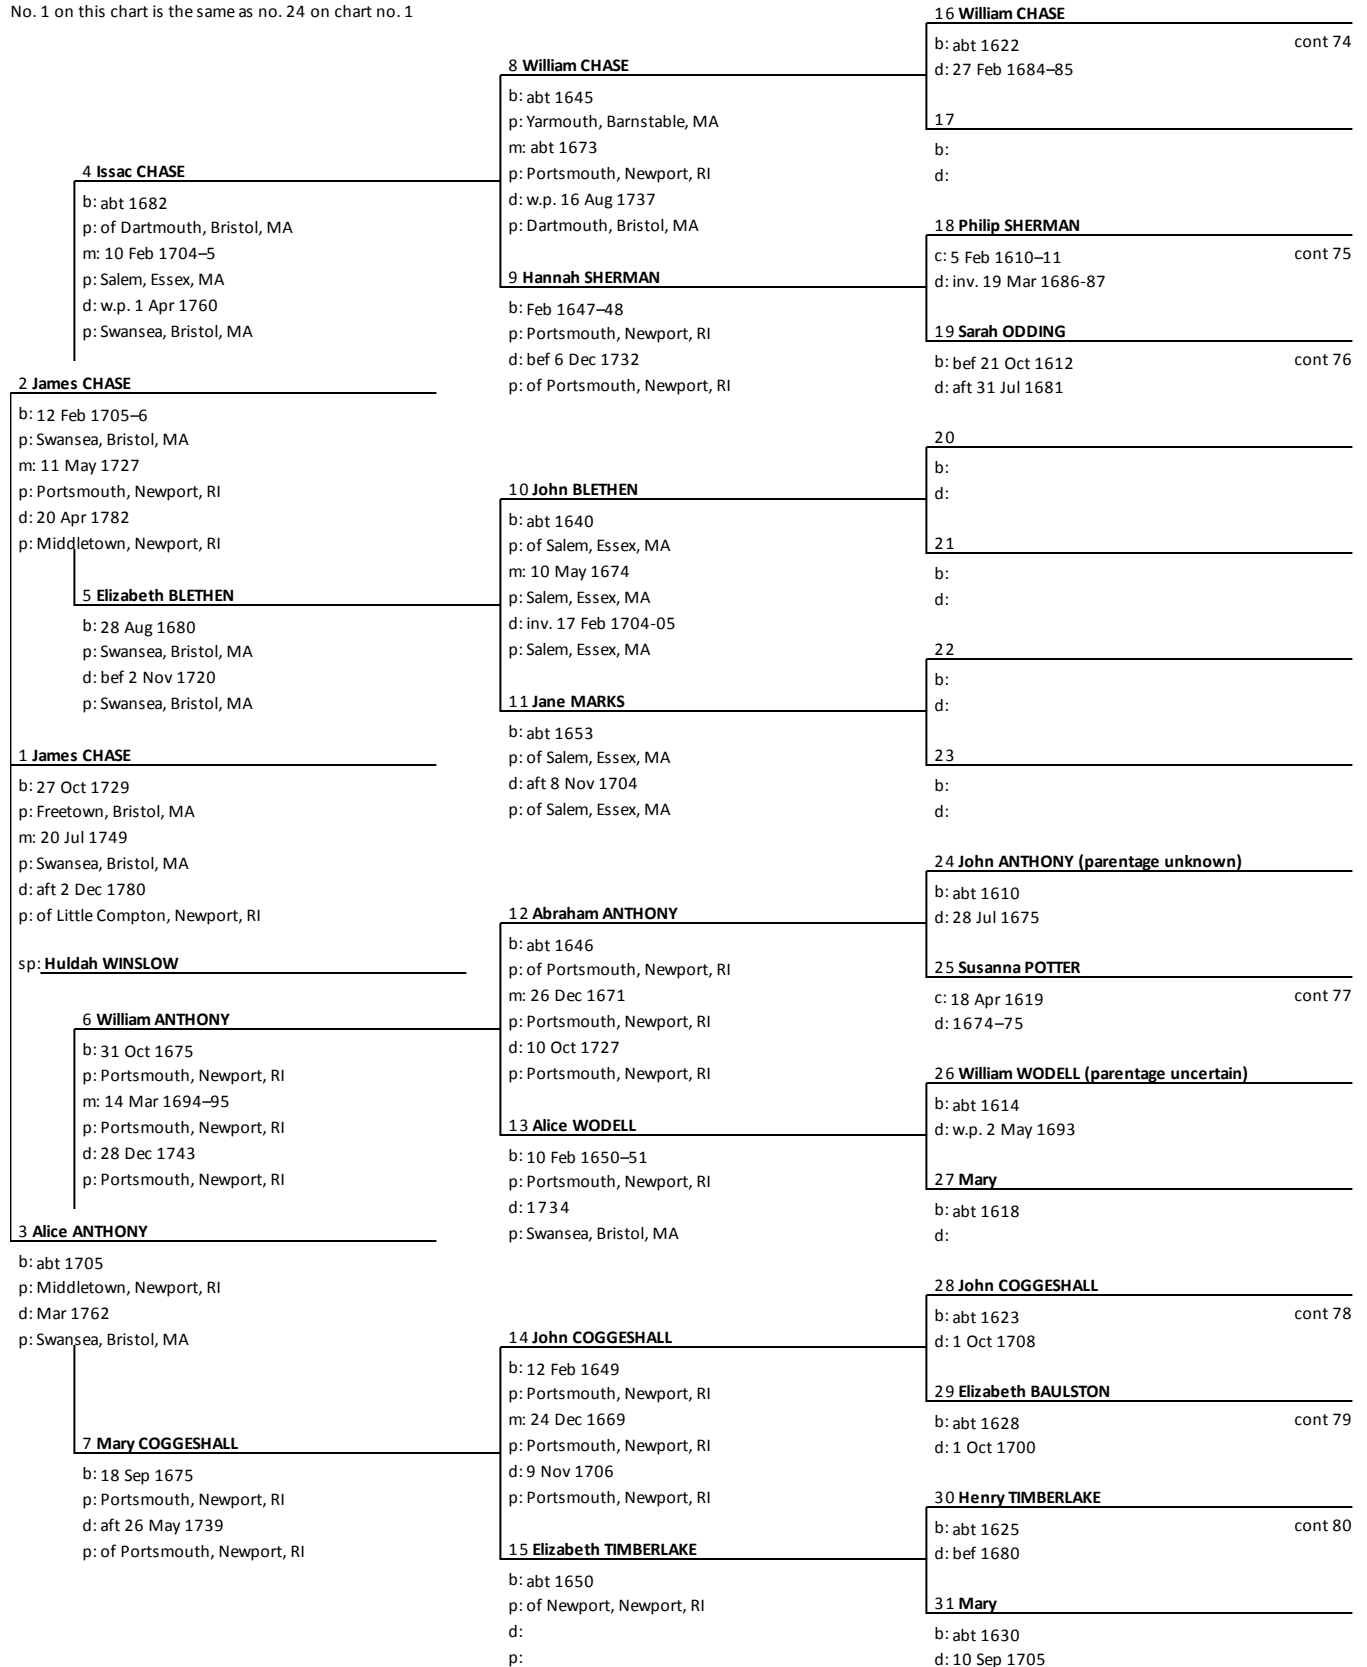 No. 1 on this chart is the same as no. 24 on chart no. 1
16 William CHASE
b: abt 1622
cont 74
d: 27 Feb 1684–85
17
b:
d:
8 William CHASE
b: abt 1645
p: Yarmouth, Barnstable, MA
m: abt 1673
p: Portsmouth, Newport, RI
d: w.p. 16 Aug 1737
p: Dartmouth, Bristol, MA
4 Issac CHASE
b: abt 1682
p: of Dartmouth, Bristol, MA
m: 10 Feb 1704–5
p: Salem, Essex, MA
d: w.p. 1 Apr 1760
p: Swansea, Bristol, MA
18 Philip SHERMAN
c: 5 Feb 1610–11
cont 75
d: inv. 19 Mar 1686-87
9 Hannah SHERMAN
b: Feb 1647–48
p: Portsmouth, Newport, RI
d: bef 6 Dec 1732
p: of Portsmouth, Newport, RI
19 Sarah ODDING
b: bef 21 Oct 1612
cont 76
d: aft 31 Jul 1681
2 James CHASE
b: 12 Feb 1705–6
p: Swansea, Bristol, MA
m: 11 May 1727
p: Portsmouth, Newport, RI
d: 20 Apr 1782
p: Middletown, Newport, RI
20
b:
d:
10 John BLETHEN
b: abt 1640
p: of Salem, Essex, MA
m: 10 May 1674
p: Salem, Essex, MA
d: inv. 17 Feb 1704-05
p: Salem, Essex, MA
21
b:
d:
5 Elizabeth BLETHEN
b: 28 Aug 1680
p: Swansea, Bristol, MA
d: bef 2 Nov 1720
p: Swansea, Bristol, MA
22
b:
d:
11 Jane MARKS
b: abt 1653
p: of Salem, Essex, MA
d: aft 8 Nov 1704
p: of Salem, Essex, MA
23
b:
d:
1 James CHASE
b: 27 Oct 1729
p: Freetown, Bristol, MA
m: 20 Jul 1749
p: Swansea, Bristol, MA
d: aft 2 Dec 1780
p: of Little Compton, Newport, RI
sp: Huldah WINSLOW
24 John ANTHONY (parentage unknown)
b: abt 1610
d: 28 Jul 1675
12 Abraham ANTHONY
b: abt 1646
p: of Portsmouth, Newport, RI
m: 26 Dec 1671
p: Portsmouth, Newport, RI
d: 10 Oct 1727
p: Portsmouth, Newport, RI
25 Susanna POTTER
c: 18 Apr 1619
cont 77
d: 1674–75
6 William ANTHONY
b: 31 Oct 1675
p: Portsmouth, Newport, RI
m: 14 Mar 1694–95
p: Portsmouth, Newport, RI
d: 28 Dec 1743
p: Portsmouth, Newport, RI
26 William WODELL (parentage uncertain)
b: abt 1614
d: w.p. 2 May 1693
13 Alice WODELL
b: 10 Feb 1650–51
p: Portsmouth, Newport, RI
d: 1734
p: Swansea, Bristol, MA
27 Mary
b: abt 1618
d:
3 Alice ANTHONY
b: abt 1705
p: Middletown, Newport, RI
d: Mar 1762
p: Swansea, Bristol, MA
28 John COGGESHALL
b: abt 1623
cont 78
d: 1 Oct 1708
14 John COGGESHALL
b: 12 Feb 1649
p: Portsmouth, Newport, RI
m: 24 Dec 1669
p: Portsmouth, Newport, RI
d: 9 Nov 1706
p: Portsmouth, Newport, RI
29 Elizabeth BAULSTON
b: abt 1628
cont 79
d: 1 Oct 1700
7 Mary COGGESHALL
b: 18 Sep 1675
p: Portsmouth, Newport, RI
d: aft 26 May 1739
p: of Portsmouth, Newport, RI
30 Henry TIMBERLAKE
b: abt 1625
cont 80
d: bef 1680
15 Elizabeth TIMBERLAKE
b: abt 1650
p: of Newport, Newport, RI
d:
p:
31 Mary
b: abt 1630
d: 10 Sep 1705